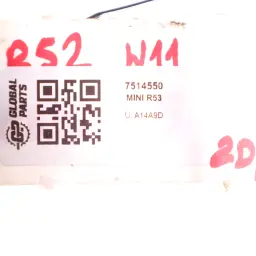 R52 W11
GLOBAL
PARTS
7514550
MINI R53
U. A14A9D
2D